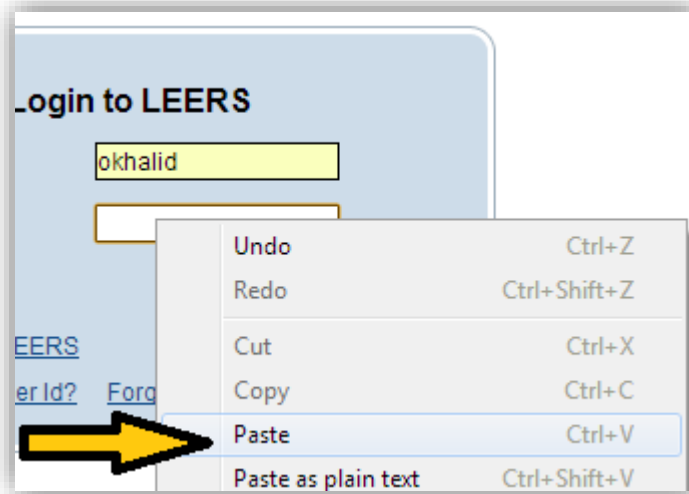 Login to LEERS
okhalid
Undo Ctrl+Z
Redo Ctrl+Shift+Z
EERS
Cut Ctrl+X
er Id? Forg
Copy Ctrl+C
Paste Ctrl+V
Paste as plain text Ctrl+Shift+V